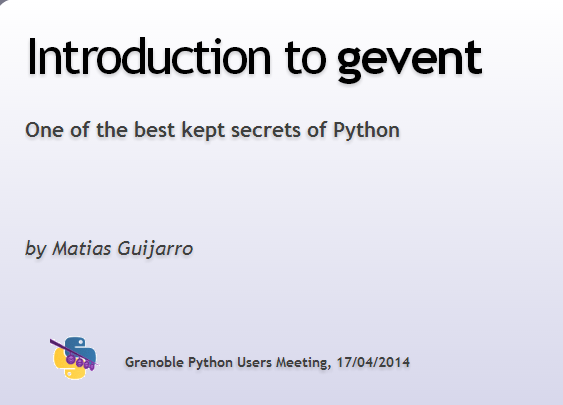 Introduction to gevent
One of the best kept secrets of Python
by Matias Guijarro
Grenoble Python Users Meeting, 17/04/2014